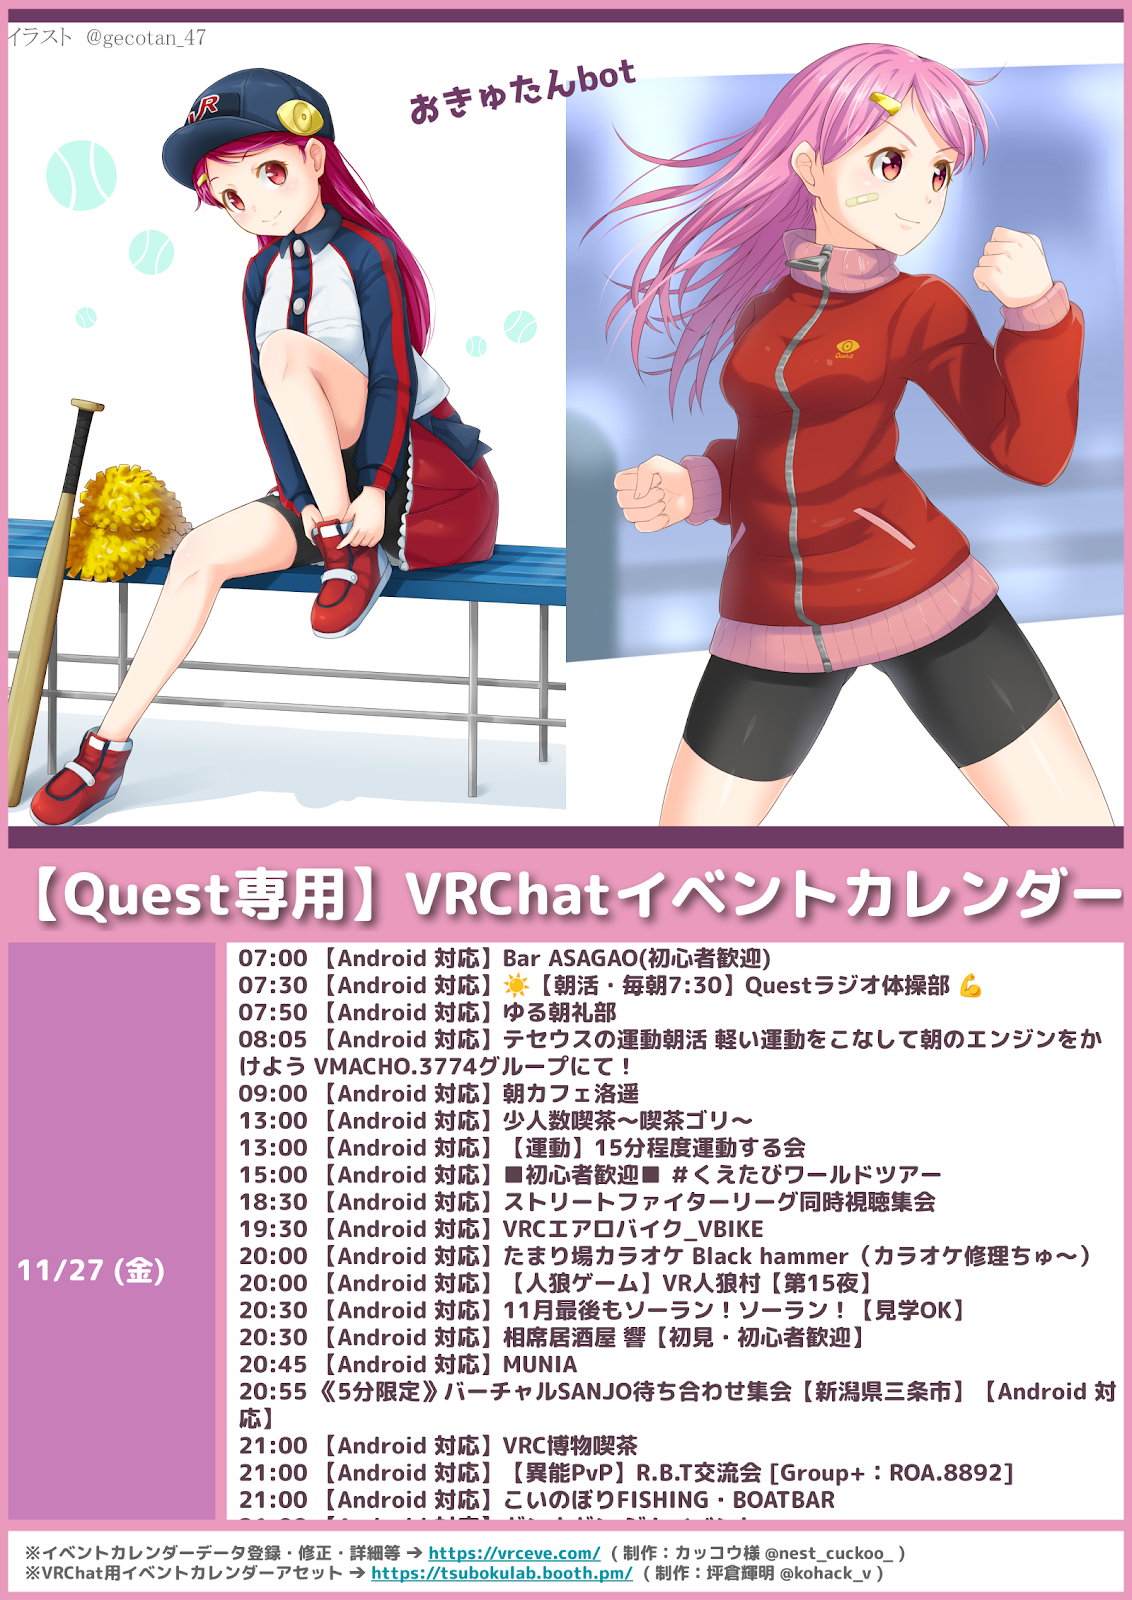 イラスト @gecotan_47
おきゅたんbot
VR
Quest
【Quest専用】VRChatイベントカレンダー
11/27 (金)
07:00 【Android 対応】Bar ASAGAO(初心者歓迎)
07:30 【Android 対応】☀️【朝活・毎朝7:30】Questラジオ体操部 💪
07:50 【Android 対応】ゆる朝礼部
08:05 【Android 対応】テセウスの運動朝活 軽い運動をこなして朝のエンジンをか
けよう VMACHO.3774グループにて！
09:00 【Android 対応】朝カフェ洛遥
13:00 【Android 対応】少人数喫茶～喫茶ゴリ～
13:00 【Android 対応】【運動】15分程度運動する会
15:00 【Android 対応】■初心者歓迎■ ＃くえたびワールドツアー
18:30 【Android 対応】ストリートファイターリーグ同時視聴集会
19:30 【Android 対応】VRCエアロバイク_VBIKE
20:00 【Android 対応】たまり場カラオケ Black hammer（カラオケ修理ちゅ～）
20:00 【Android 対応】【人狼ゲーム】VR人狼村【第15夜】
20:30 【Android 対応】11月最後もソーラン！ソーラン！【見学OK】
20:30 【Android 対応】相席居酒屋 響【初見・初心者歓迎】
20:45 【Android 対応】MUNIA
20:55 《5分限定》バーチャルSANJO待ち合わせ集会【新潟県三条市】【Android 対
応】
21:00 【Android 対応】VRC博物喫茶
21:00 【Android 対応】【異能PvP】R.B.T交流会 [Group+：ROA.8892]
21:00 【Android 対応】こいのぼりFISHING・BOATBAR
※イベントカレンダーデータ登録・修正・詳細等 → https://vrceve.com/ （ 制作：カッコウ様 @nest_cuckoo_ ）
※VRChat用イベントカレンダーアセット → https://tsubokulab.booth.pm/ （ 制作：坪倉輝明 @kohack_v ）